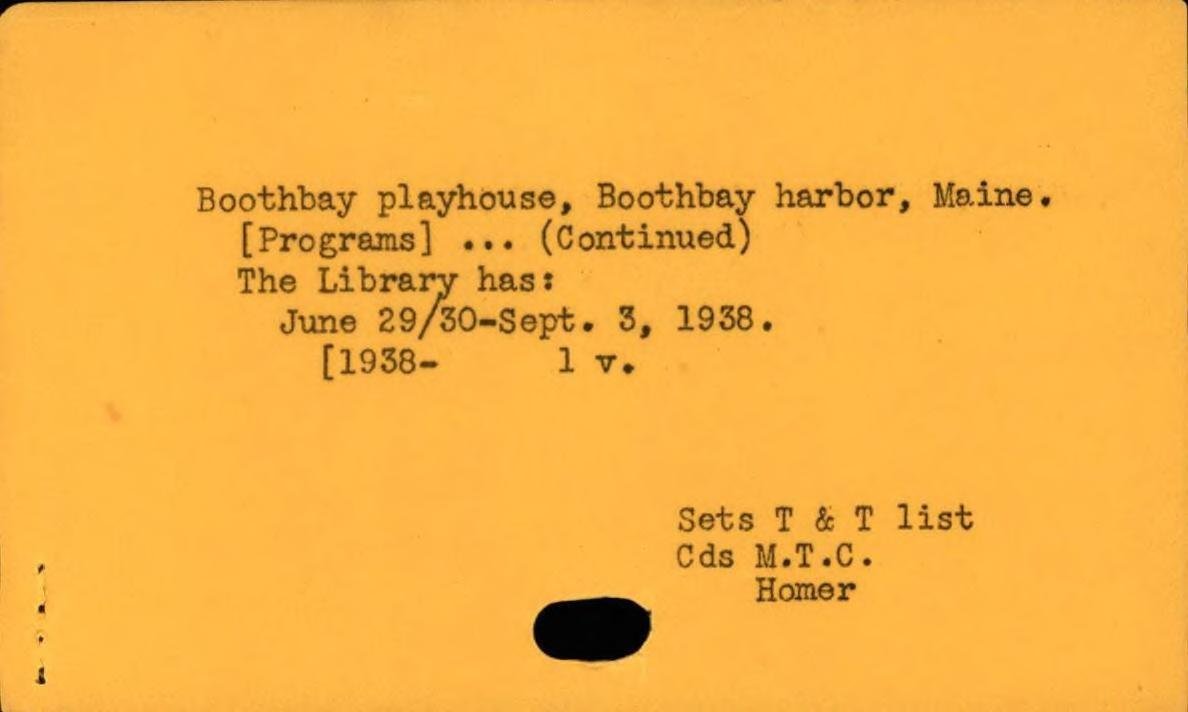 Boothbay playhouse, Boothbay harbor, Maine.
[Programs] ... (Continued)
The Library has:
June 29/30-Sept. 3, 1938.
[1938-     1 v.
Sets T & T list
Cds M.T.C.
Homer